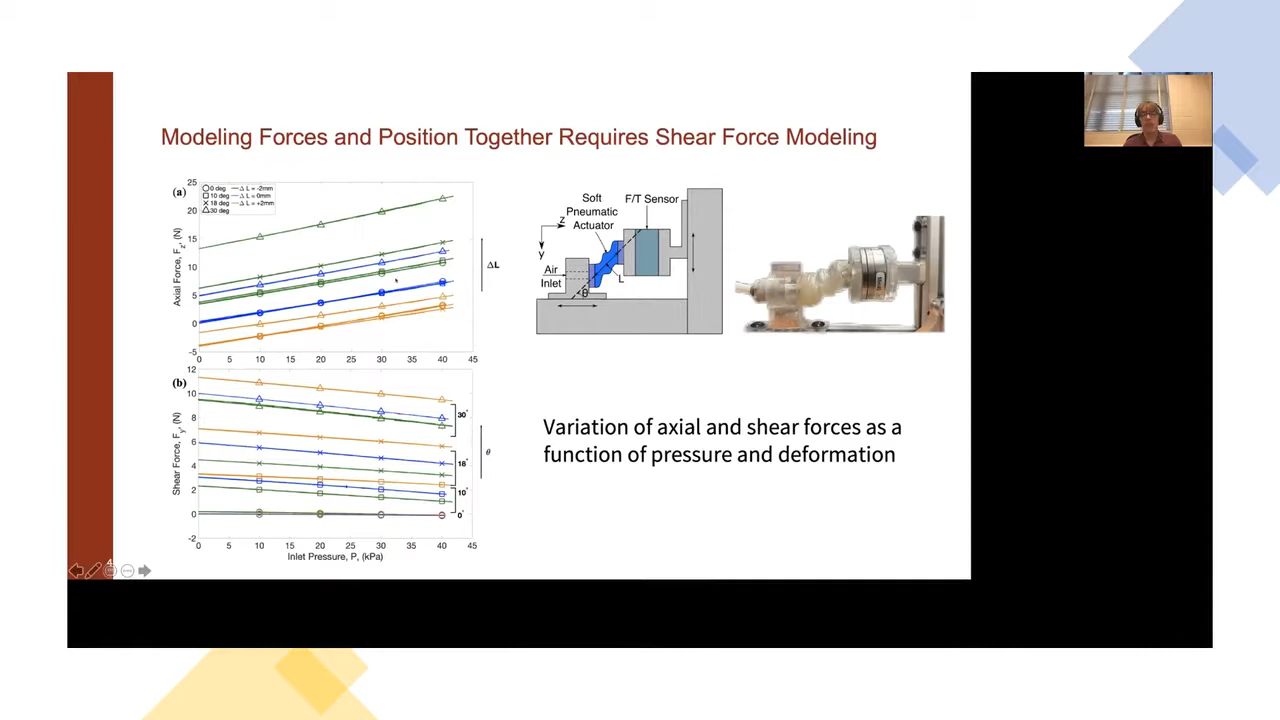 Modeling Forces and Position Together Requires Shear Force Modeling
(a)
25
20
15
10
5
0
-5
Axial Force, Fz, (N)
0 deg Δ L = -2mm
10 deg Δ L = 0mm
18 deg Δ L = +2mm
30 deg
ΔL
0 5 10 15 20 25 30 35 40 45
(b)
12
10
8
6
4
2
0
-2
Shear Force, Fy, (N)
30°
18°
10°
0°
θ
0 5 10 15 20 25 30 35 40 45
Inlet Pressure, P, (kPa)
Soft
Pneumatic
Actuator
F/T Sensor
z
y
Air
Inlet
L
θ
Variation of axial and shear forces as a
function of pressure and deformation
4